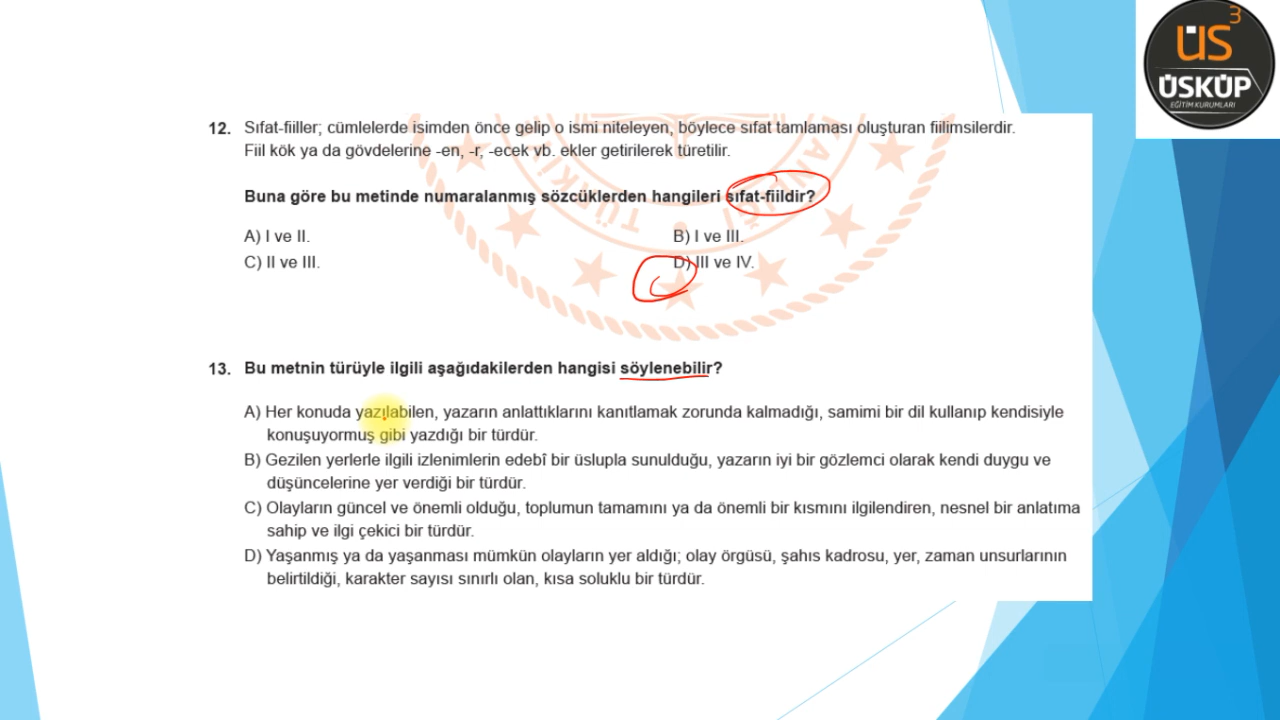 ÜS3
ÜSKÜP
EĞİTİM KURUMLARI
12. Sıfat-fiiller; cümlelerde isimden önce gelip o ismi niteleyen, böylece sıfat tamlaması oluşturan fiilimsilerdir.
Fiil kök ya da gövdelerine -en, -r, -ecek vb. ekler getirilerek türetilir.
Buna göre bu metinde numaralanmış sözcüklerden hangileri sıfat-fiildir?
A) I ve II.
B) I ve III.
C) II ve III.
D) III ve IV.
13. Bu metnin türüyle ilgili aşağıdakilerden hangisi söylenebilir?
A) Her konuda yazılabilen, yazarın anlattıklarını kanıtlamak zorunda kalmadığı, samimi bir dil kullanıp kendisiyle
konuşuyormuş gibi yazdığı bir türdür.
B) Gezilen yerlerle ilgili izlenimlerin edebî bir üslupla sunulduğu, yazarın iyi bir gözlemci olarak kendi duygu ve
düşüncelerine yer verdiği bir türdür.
C) Olayların güncel ve önemli olduğu, toplumun tamamını ya da önemli bir kısmını ilgilendiren, nesnel bir anlatıma
sahip ve ilgi çekici bir türdür.
D) Yaşanmış ya da yaşanması mümkün olayların yer aldığı; olay örgüsü, şahıs kadrosu, yer, zaman unsurlarının
belirtildiği, karakter sayısı sınırlı olan, kısa soluklu bir türdür.